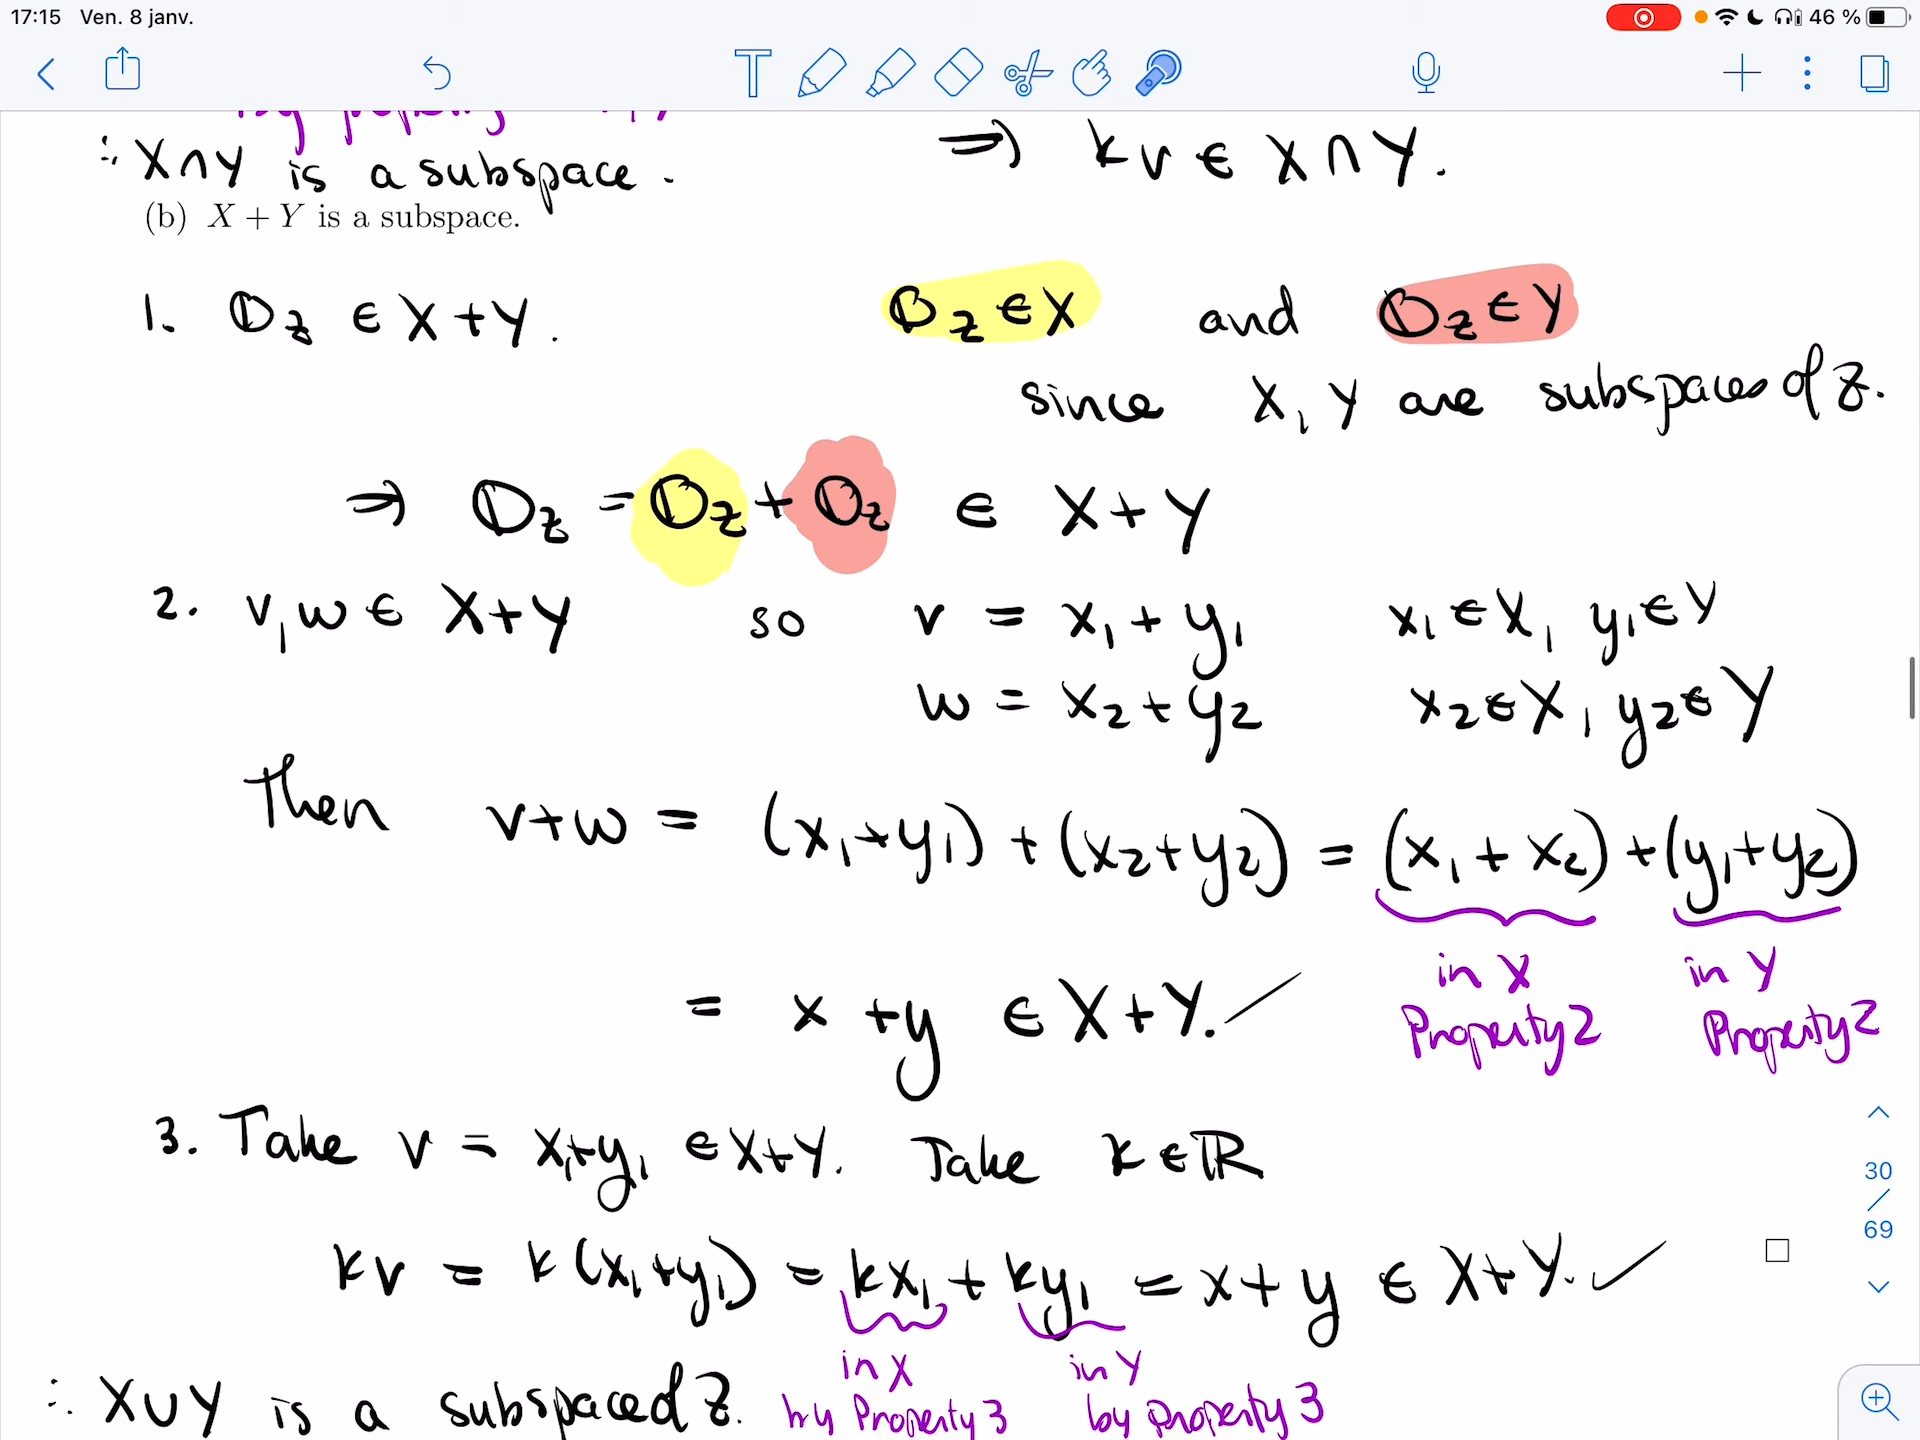 17:15 Ven. 8 janv. 46 %
∴ X∩Y is a subspace. ⇒ kv ∈ X∩Y.
(b) X + Y is a subspace.
1. 𝟘z ∈ X+Y. 𝟘z ∈ X and 𝟘z ∈ Y
since X, Y are subspaces of Z.
⇒ 𝟘z = 𝟘z + 𝟘z ∈ X+Y
2. v, w ∈ X+Y so v = x₁ + y₁ x₁ ∈ X, y₁ ∈ Y
w = x₂ + y₂ x₂ ∈ X, y₂ ∈ Y
Then v+w = (x₁+y₁) + (x₂+y₂) = (x₁ + x₂) + (y₁+y₂)
in X in Y
= x + y ∈ X+Y. ✓ Property 2 Property 2
3. Take v = x₁+y₁ ∈ X+Y. Take k ∈ ℝ
30
/
69
kv = k(x₁+y₁) = kx₁ + ky₁ = x + y ∈ X+Y. ✓ □
in X in Y
∴ X∪Y is a subspace of Z. by Property 3 by Property 3